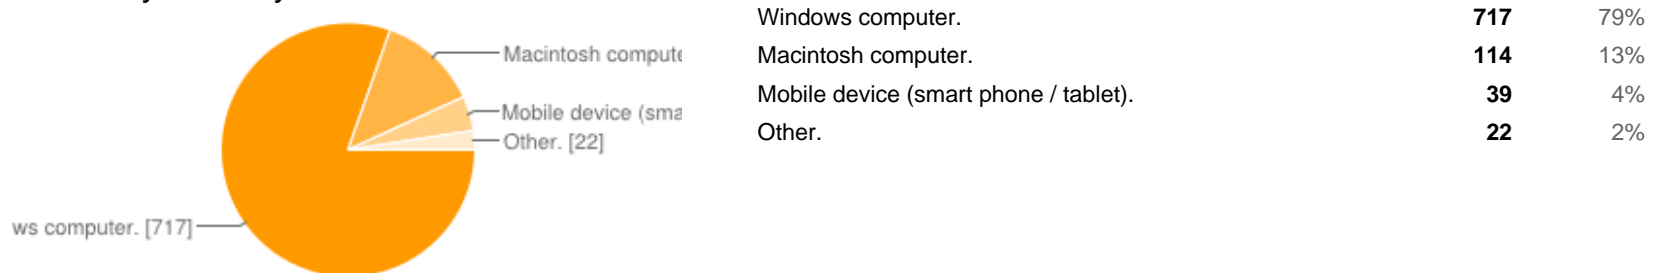 Macintosh compute
Mobile device (sma
Other. [22]
ws computer. [717]
Windows computer. 717 79%
Macintosh computer. 114 13%
Mobile device (smart phone / tablet). 39 4%
Other. 22 2%